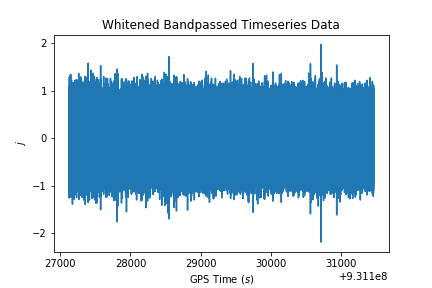 Whitened Bandpassed Timeseries Data
2
1
0
−1
−2
j
27000 28000 29000 30000 31000
+9.311e8
GPS Time (s)